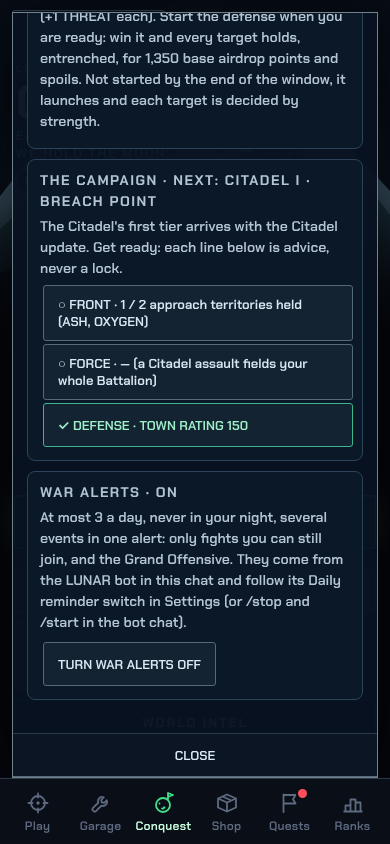 (+1 THREAT each). Start the defense when you
are ready: win it and every target holds,
entrenched, for 1,350 base airdrop points and
spoils. Not started by the end of the window, it
launches and each target is decided by
strength.
THE CAMPAIGN · NEXT: CITADEL I ·
BREACH POINT
The Citadel's first tier arrives with the Citadel
update. Get ready: each line below is advice,
never a lock.
○ FRONT · 1 / 2 approach territories held
(ASH, OXYGEN)
○ FORCE · — (a Citadel assault fields your
whole Battalion)
✓ DEFENSE · TOWN RATING 150
WAR ALERTS · ON
At most 3 a day, never in your night, several
events in one alert: only fights you can still
join, and the Grand Offensive. They come from
the LUNAR bot in this chat and follow its Daily
reminder switch in Settings (or /stop and
/start in the bot chat).
TURN WAR ALERTS OFF
WORLD INTEL
CLOSE
Play Garage Conquest Shop Quests Ranks